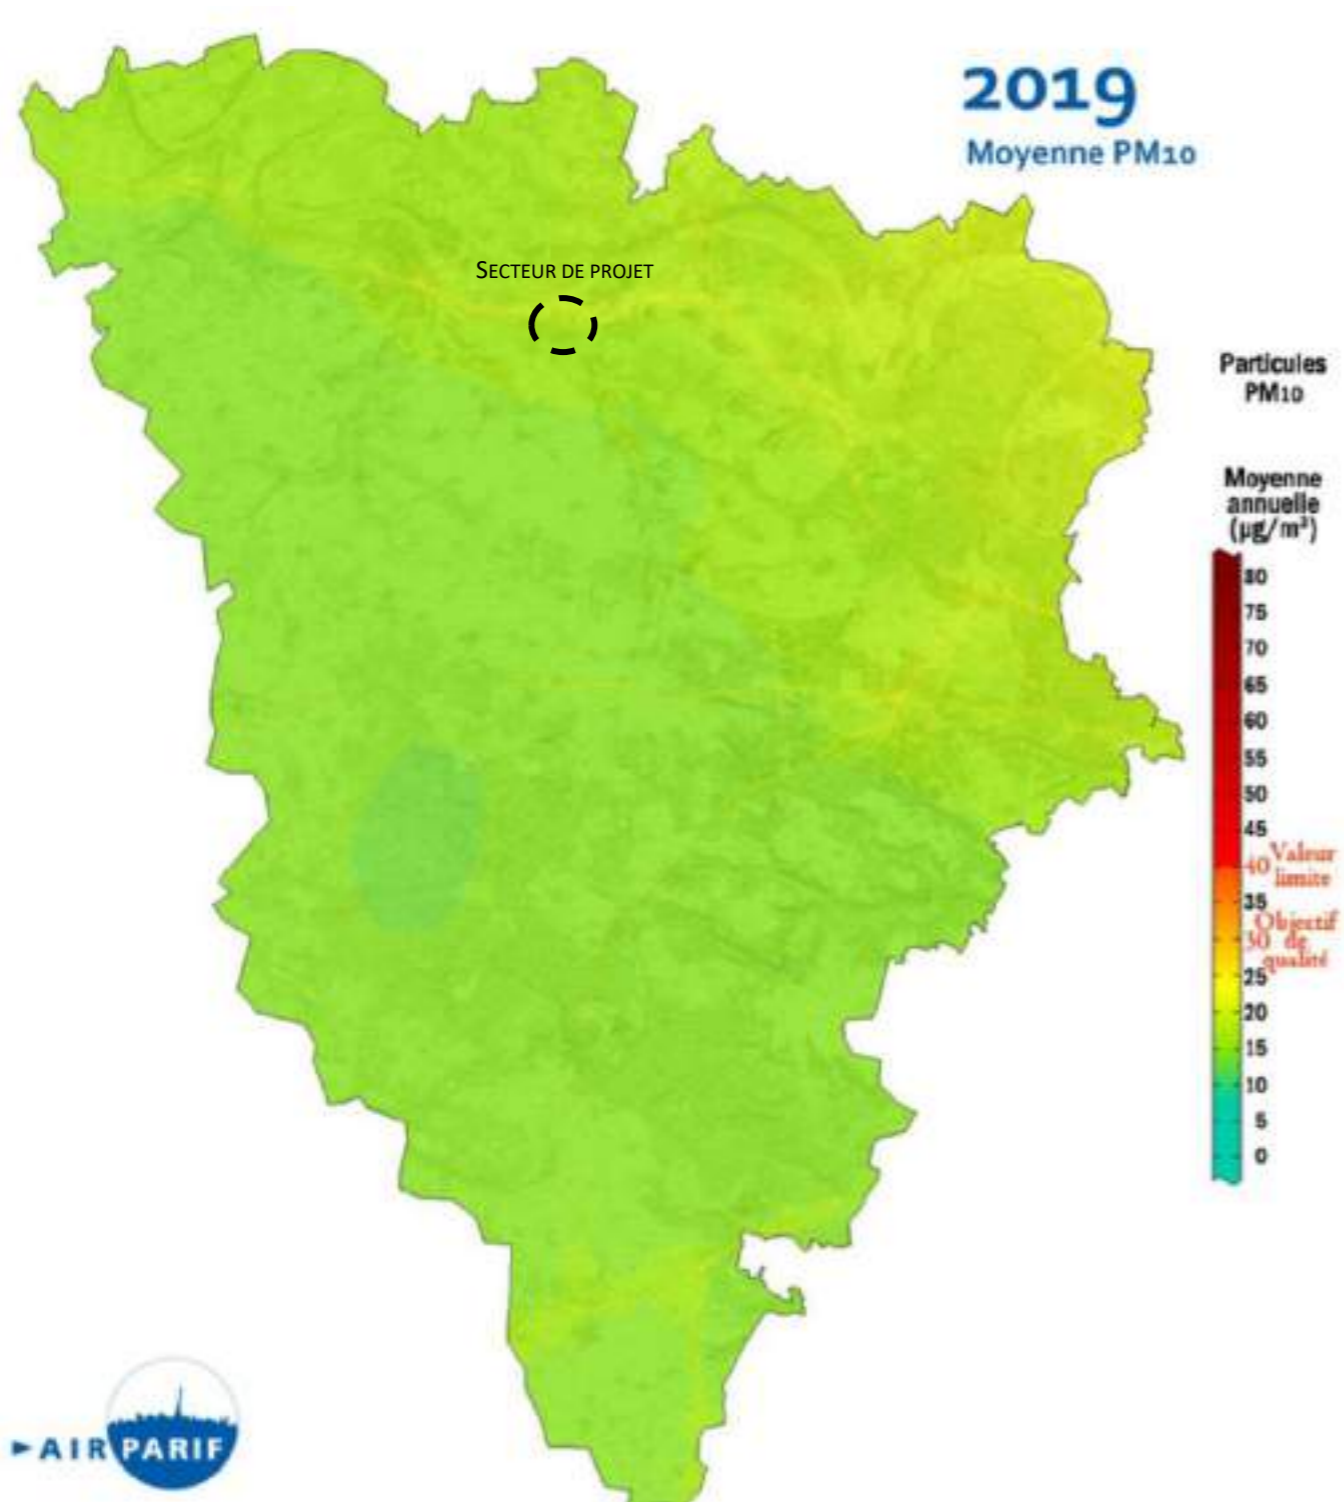 2019
Moyenne PM10
SECTEUR DE PROJET
Particules
PM10
Moyenne
annuelle
(µg/m³)
80
75
70
65
60
55
50
45
40 Valeur
limite
35
Objectif
30 de
qualité
25
20
15
10
5
0
AIRPARIF